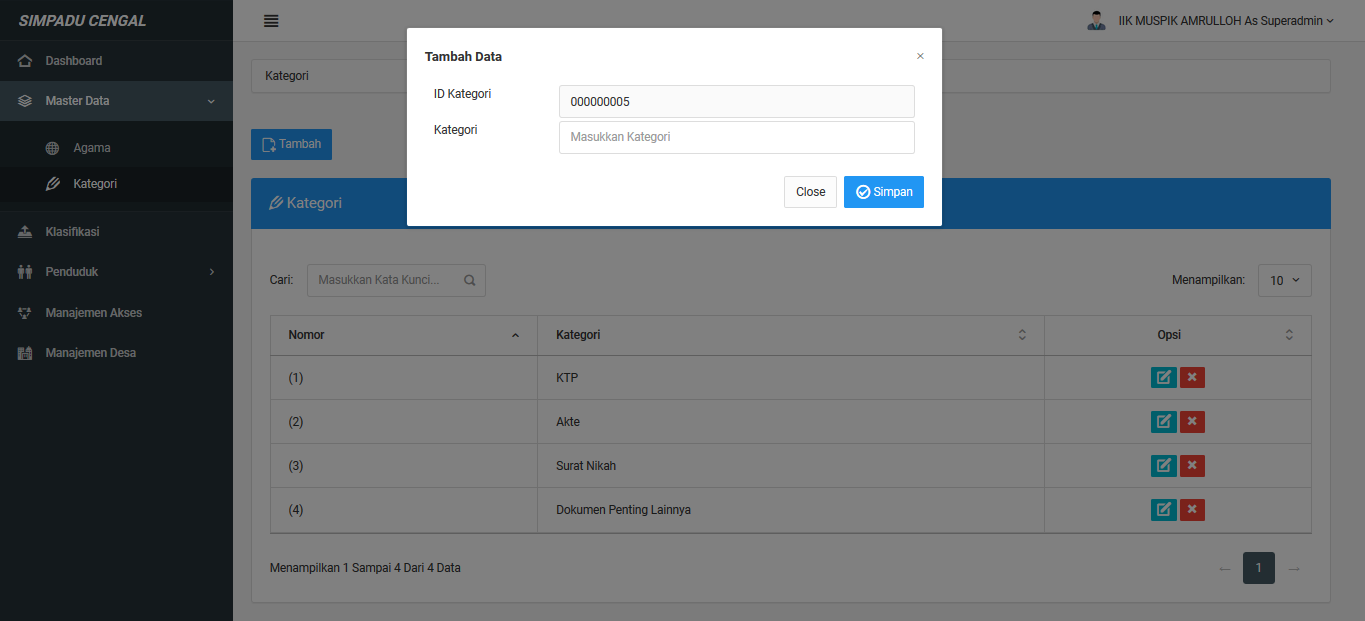 SIMPADU CENGAL
IIK MUSPIK AMRULLOH As Superadmin
Dashboard
Master Data
Agama
Kategori
Klasifikasi
Penduduk
Manajemen Akses
Manajemen Desa
Kategori
Tambah
Tambah Data
×
ID Kategori
000000005
Kategori
Masukkan Kategori
Close
Simpan
Kategori
Cari:
Masukkan Kata Kunci...
Menampilkan:
10
Nomor Kategori Opsi
(1) KTP
(2) Akte
(3) Surat Nikah
(4) Dokumen Penting Lainnya
Menampilkan 1 Sampai 4 Dari 4 Data
← 1 →